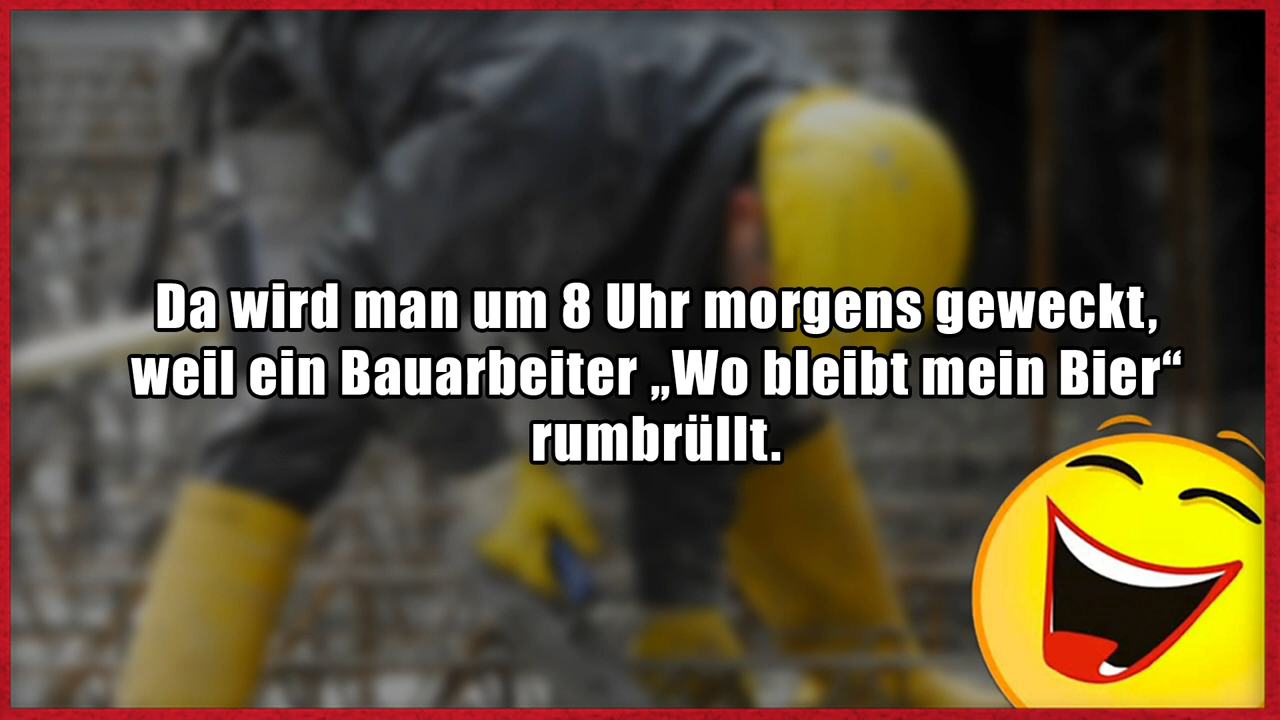 Da wird man um 8 Uhr morgens geweckt,
weil ein Bauarbeiter „Wo bleibt mein Bier“
rumbrüllt.